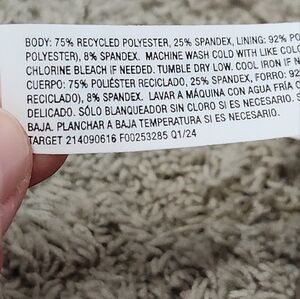 BODY: 75% RECYCLED POLYESTER, 25% SPANDEX, LINING: 92% PO
POLYESTER), 8% SPANDEX. MACHINE WASH COLD WITH LIKE COLO
CHLORINE BLEACH IF NEEDED. TUMBLE DRY LOW. COOL IRON IF N
CUERPO: 75% POLIÉSTER RECICLADO, 25% SPANDEX, FORRO: 92%
RECICLADO), 8% SPANDEX. LAVAR A MÁQUINA CON AGUA FRÍA C
DELICADO. SÓLO BLANQUEADOR SIN CLORO SI ES NECESARIO. S
BAJA. PLANCHAR A BAJA TEMPERATURA SI ES NECESARIO.
TARGET 214090616 F00253285 Q1/24